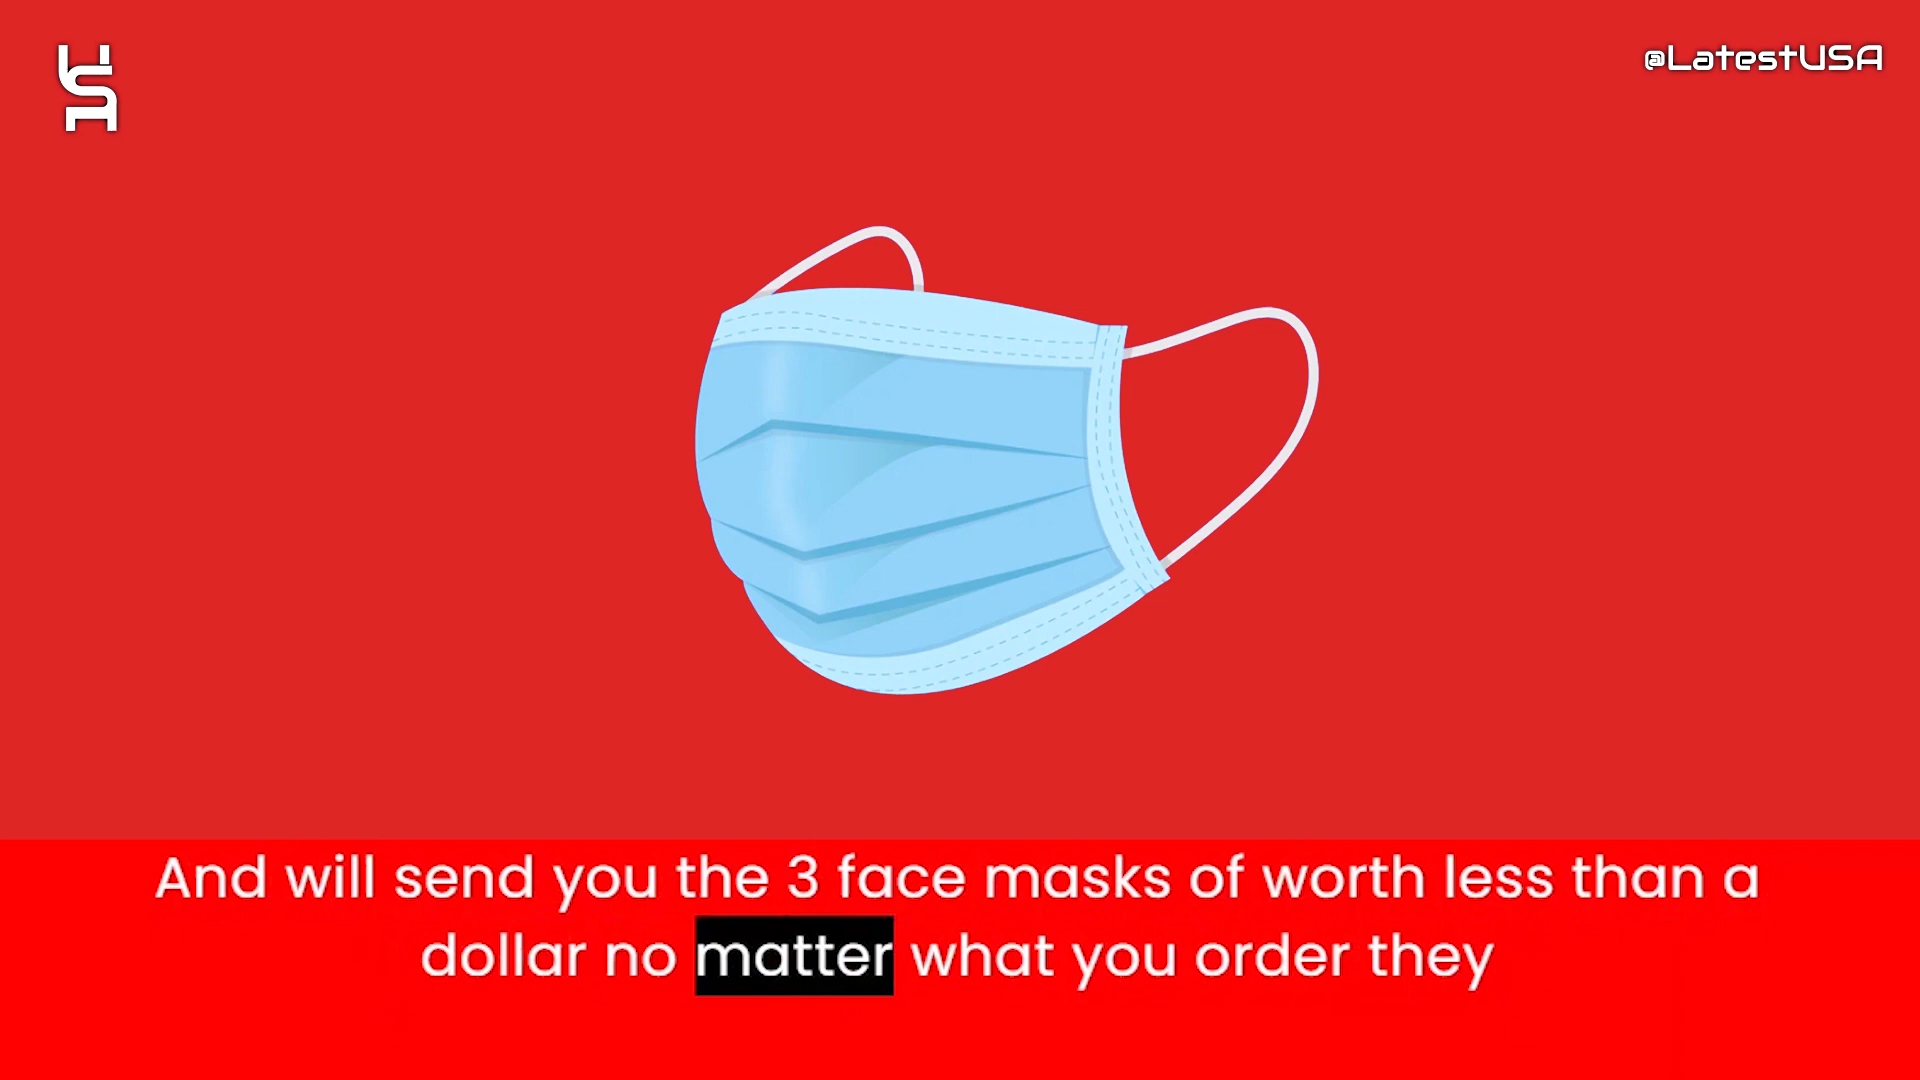 USA
@LatestUSA
And will send you the 3 face masks of worth less than a
dollar no matter what you order they